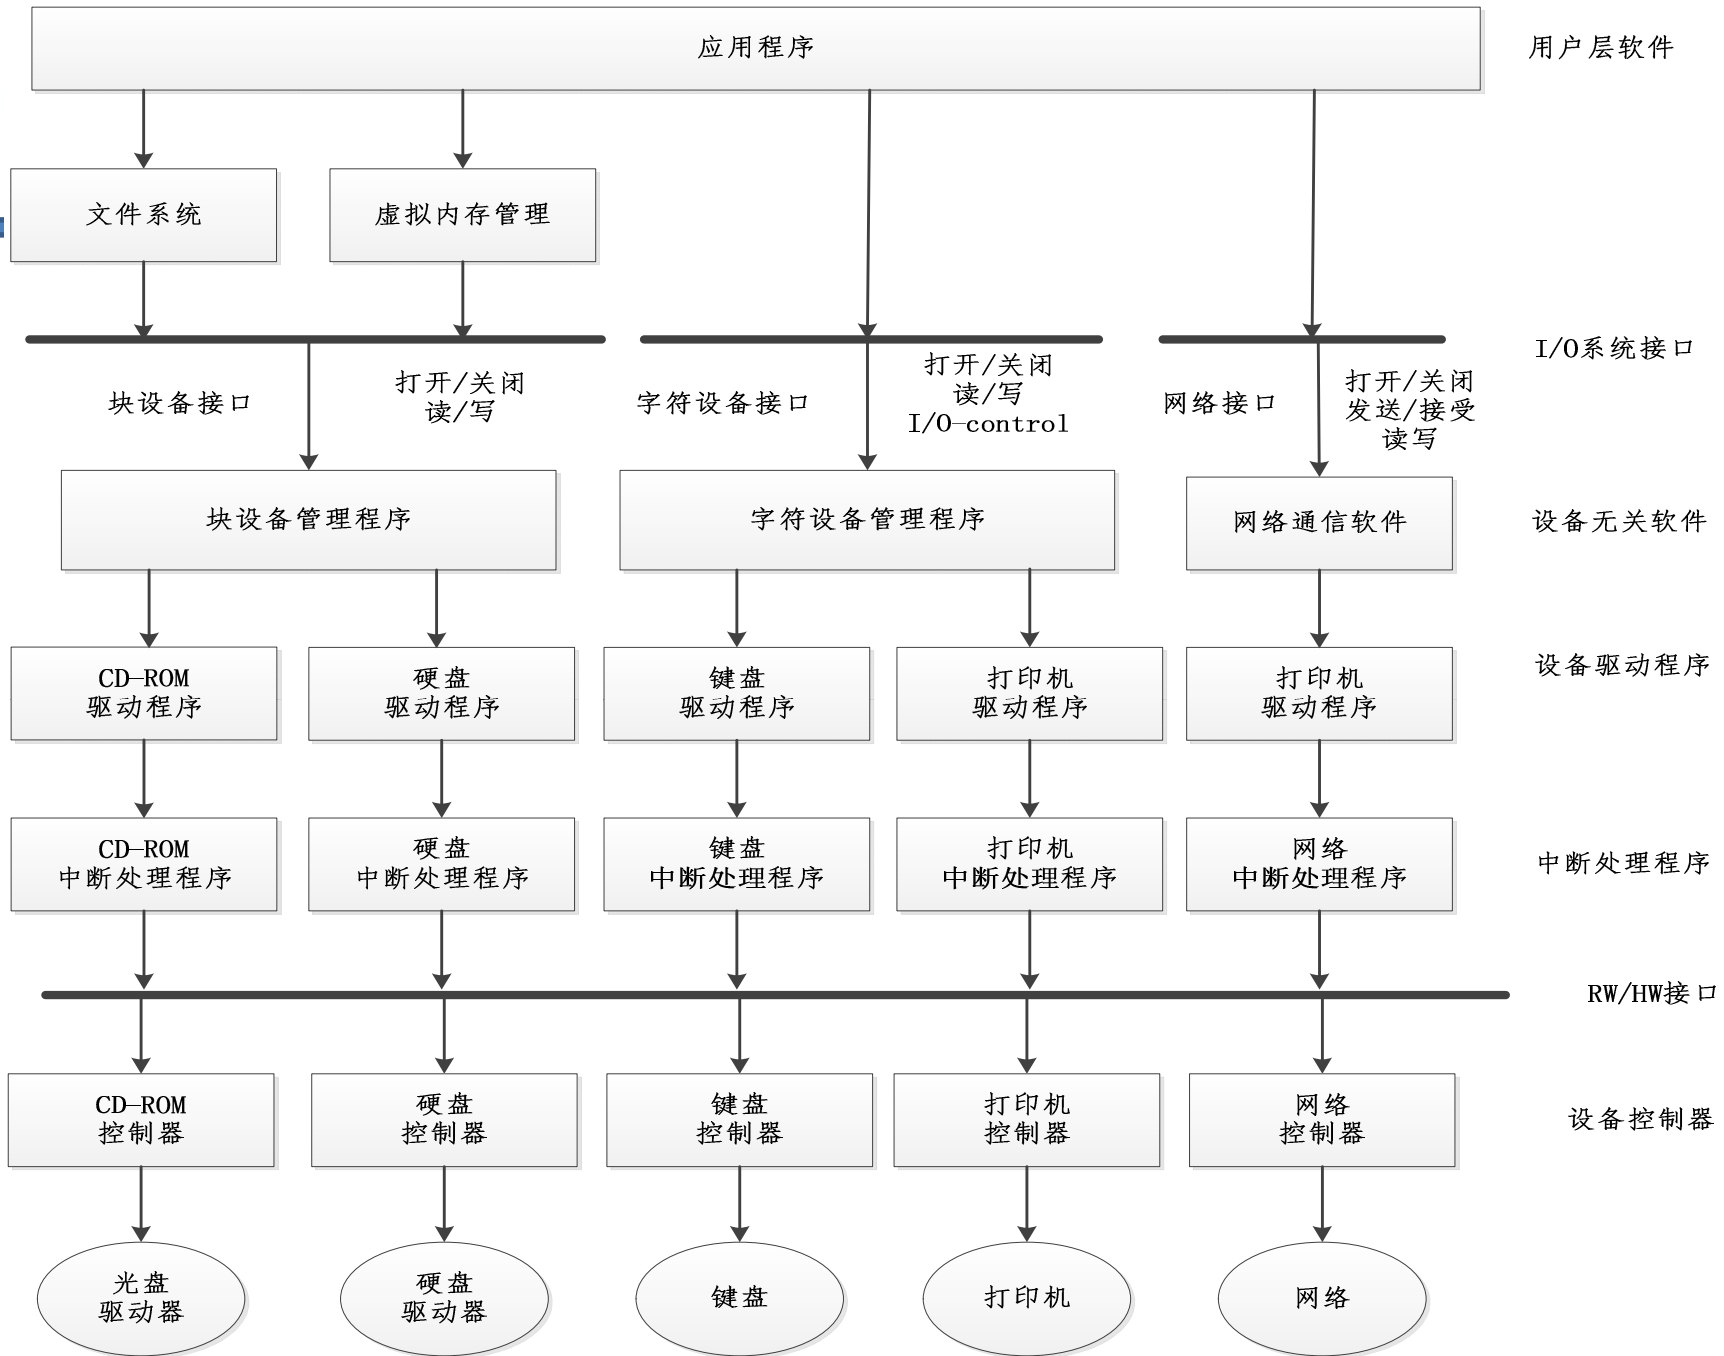 应用程序
用户层软件
文件系统
虚拟内存管理
I/O系统接口
块设备接口
打开/关闭
读/写
字符设备接口
打开/关闭
读/写
I/O-control
网络接口
打开/关闭
发送/接受
读写
块设备管理程序
字符设备管理程序
网络通信软件
设备无关软件
CD-ROM
驱动程序
硬盘
驱动程序
键盘
驱动程序
打印机
驱动程序
打印机
驱动程序
设备驱动程序
CD-ROM
中断处理程序
硬盘
中断处理程序
键盘
中断处理程序
打印机
中断处理程序
网络
中断处理程序
中断处理程序
RW/HW接口
CD-ROM
控制器
硬盘
控制器
键盘
控制器
打印机
控制器
网络
控制器
设备控制器
光盘
驱动器
硬盘
驱动器
键盘
打印机
网络